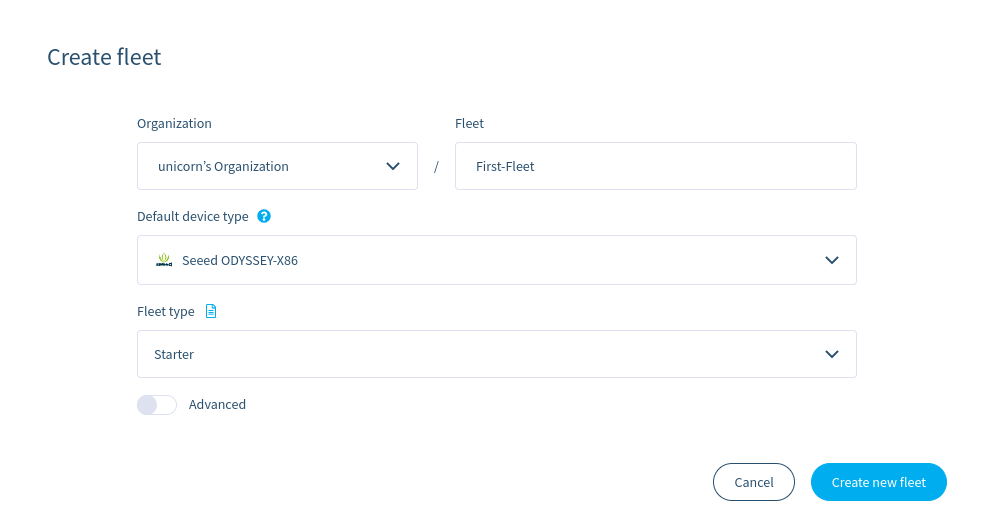 Create fleet
Organization
Fleet
unicorn's Organization
/
First-Fleet
Default device type ?
seeed Seeed ODYSSEY-X86
Fleet type
Starter
Advanced
Cancel
Create new fleet